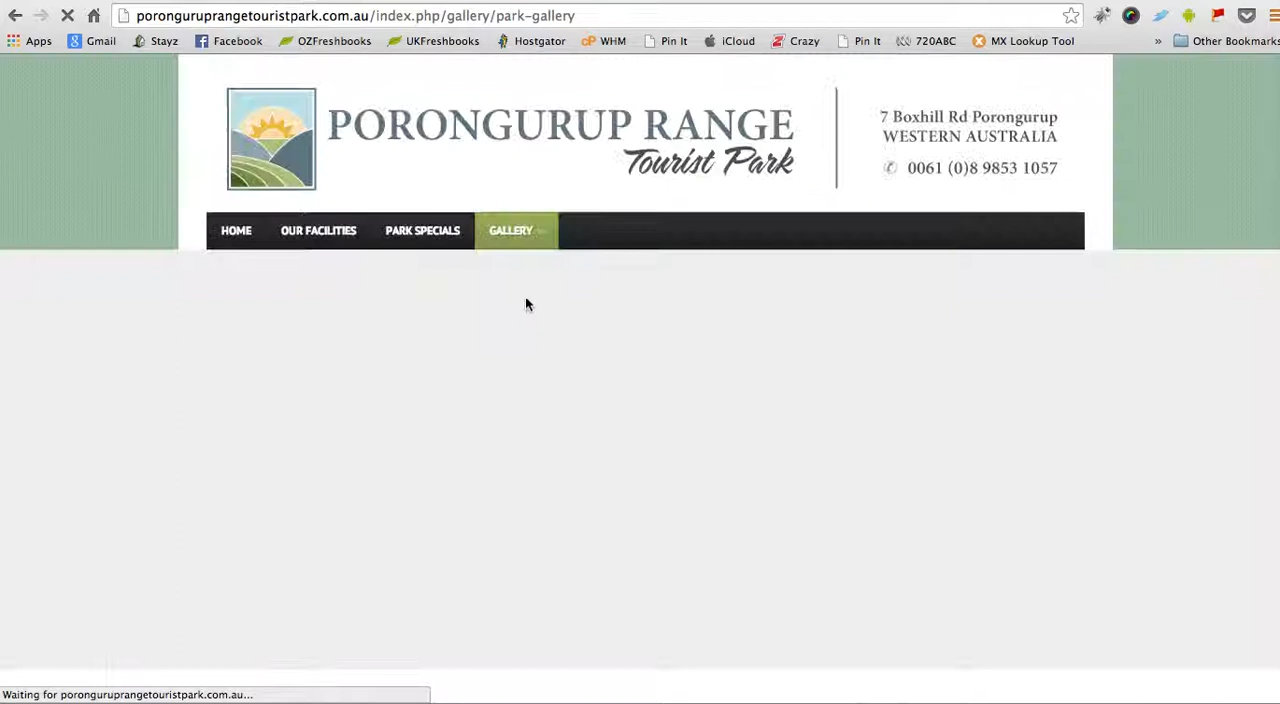 poronguruprangetouristpark.com.au/index.php/gallery/park-gallery
Apps Gmail Stayz Facebook OZFreshbooks UKFreshbooks Hostgator cP WHM Pin It iCloud Z Crazy Pin It 720ABC MX Lookup Tool » Other Bookmarks
PORONGURUP RANGE
Tourist Park
7 Boxhill Rd Porongurup
WESTERN AUSTRALIA
0061 (0)8 9853 1057
HOME OUR FACILITIES PARK SPECIALS GALLERY
Waiting for poronguruprangetouristpark.com.au...